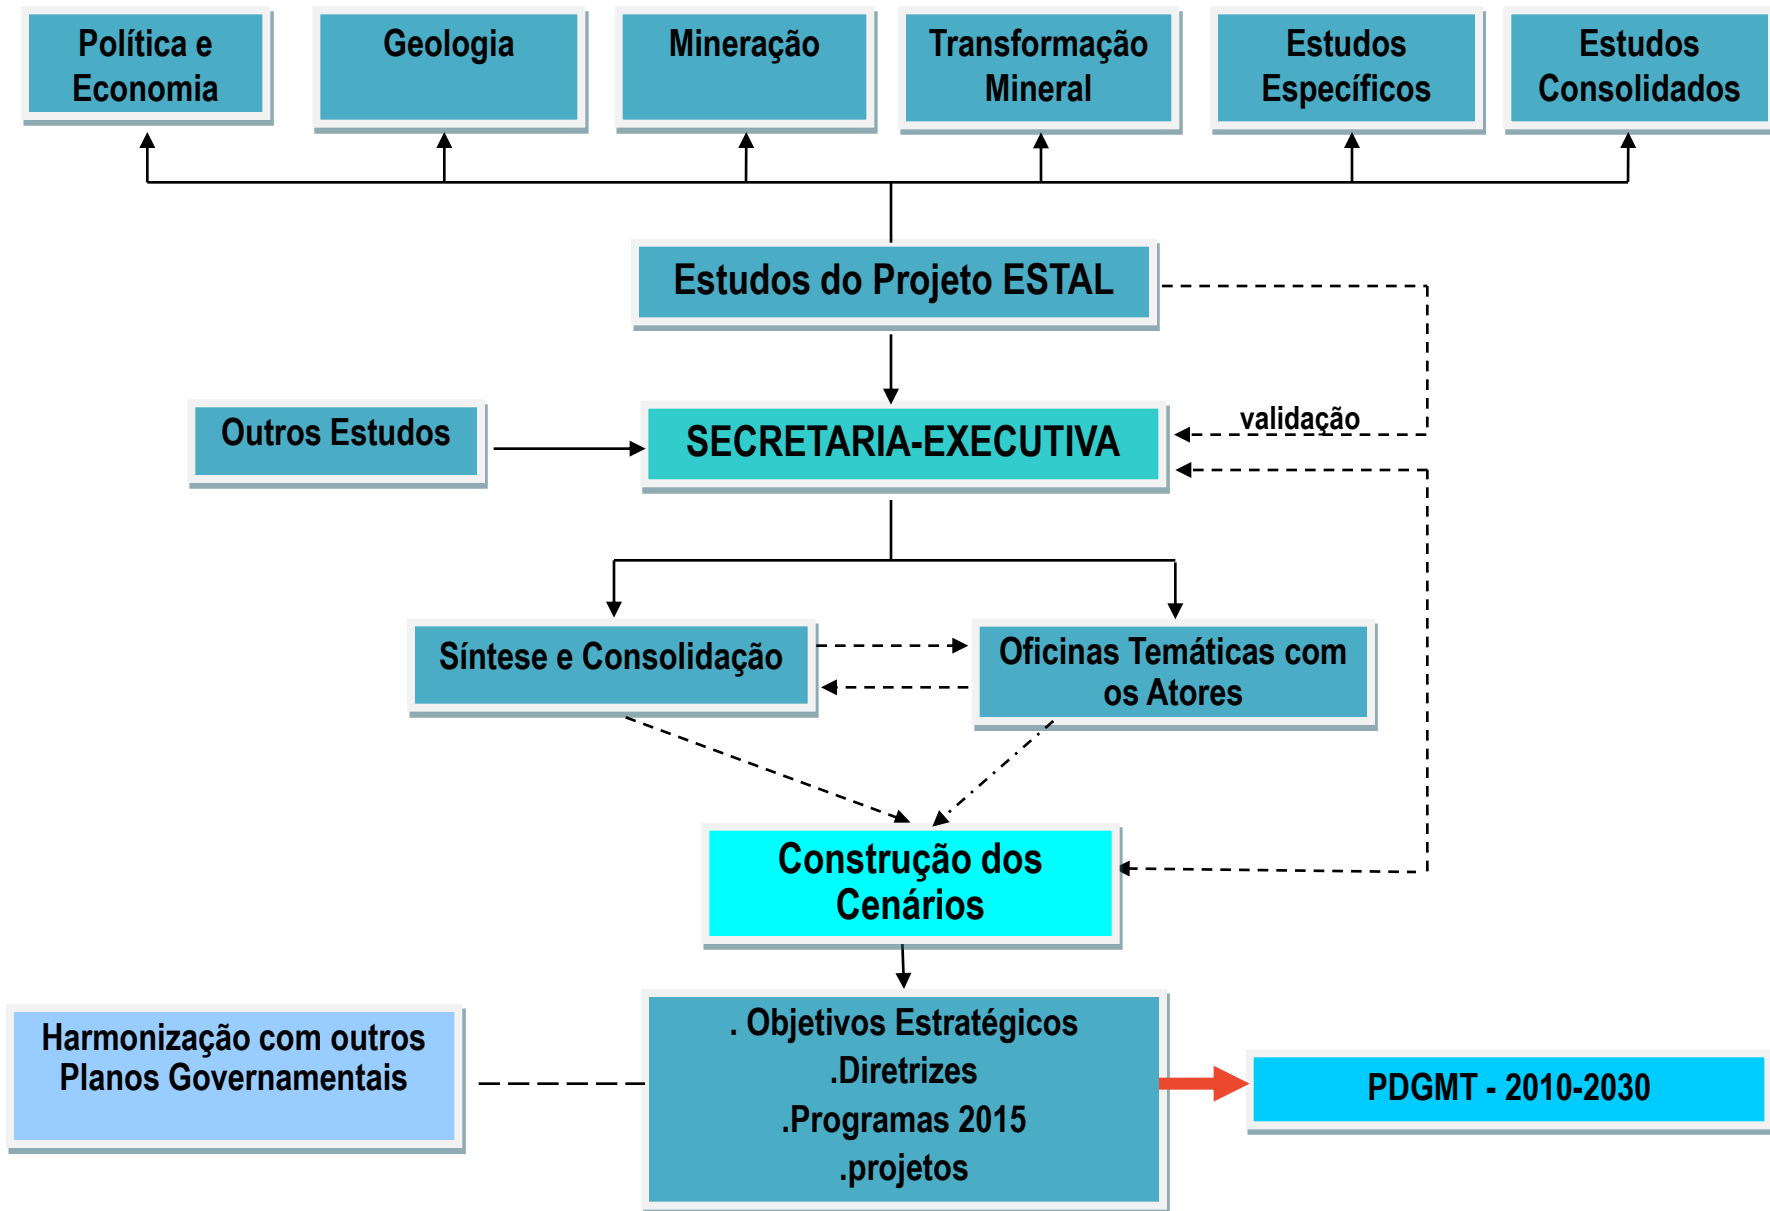 Política e
Economia
Geologia
Mineração
Transformação
Mineral
Estudos
Específicos
Estudos
Consolidados
Estudos do Projeto ESTAL
Outros Estudos
SECRETARIA-EXECUTIVA
validação
Síntese e Consolidação
Oficinas Temáticas com
os Atores
Construção dos
Cenários
Harmonização com outros
Planos Governamentais
. Objetivos Estratégicos
.Diretrizes
.Programas 2015
.projetos
PDGMT - 2010-2030